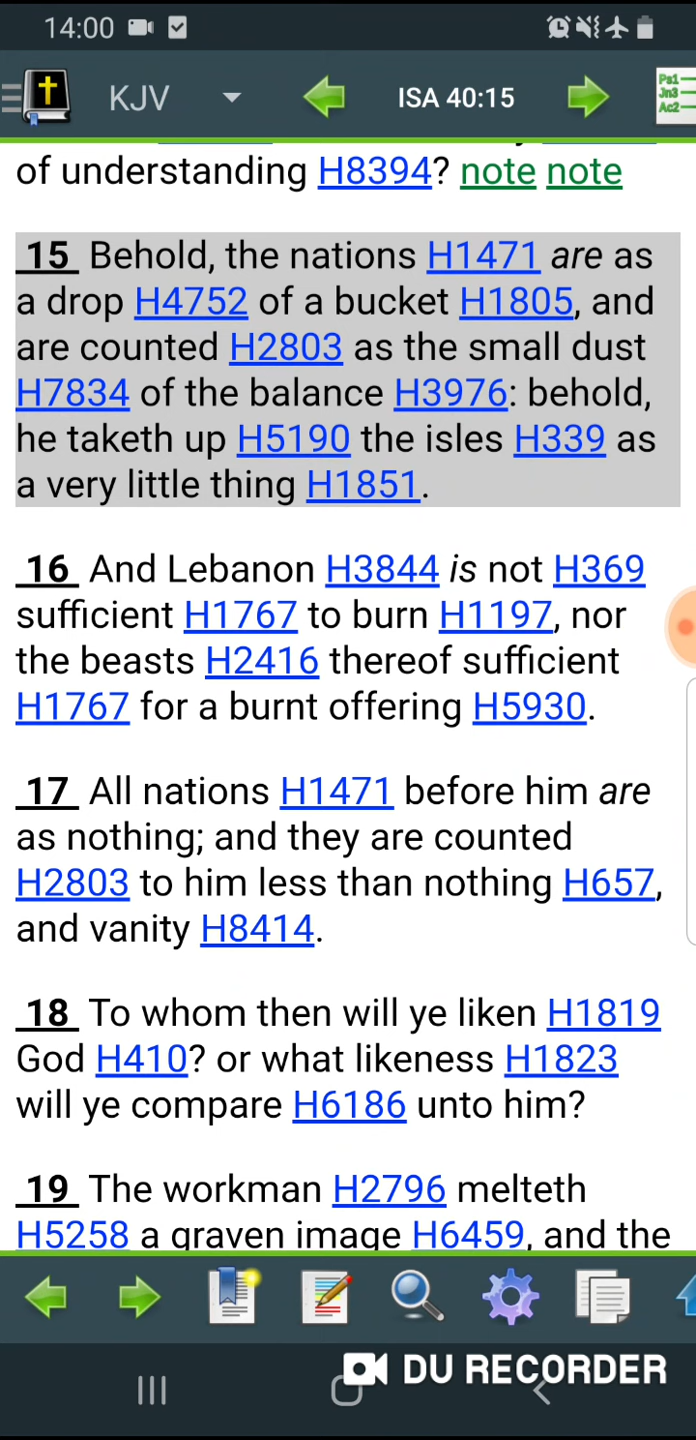 14:00
KJV
ISA 40:15
Ps1
Jn3
Ac2
of understanding H8394? note note
15 Behold, the nations H1471 are as
a drop H4752 of a bucket H1805, and
are counted H2803 as the small dust
H7834 of the balance H3976: behold,
he taketh up H5190 the isles H339 as
a very little thing H1851.
16 And Lebanon H3844 is not H369
sufficient H1767 to burn H1197, nor
the beasts H2416 thereof sufficient
H1767 for a burnt offering H5930.
17 All nations H1471 before him are
as nothing; and they are counted
H2803 to him less than nothing H657,
and vanity H8414.
18 To whom then will ye liken H1819
God H410? or what likeness H1823
will ye compare H6186 unto him?
19 The workman H2796 melteth
H5258 a graven image H6459, and the
DU RECORDER